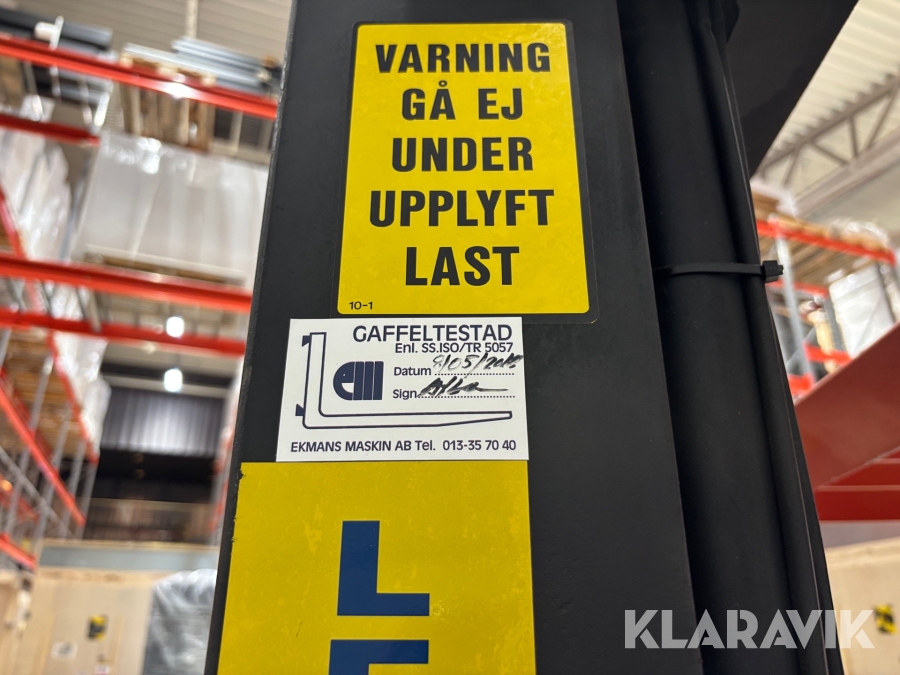 VARNING
GÅ EJ
UNDER
UPPLYFT
LAST
10-1
GAFFELTESTAD
Enl. SS.ISO/TR 5057
Datum
em
Sign
EKMANS MASKIN AB Tel. 013-35 70 40
L
KLARAVIK